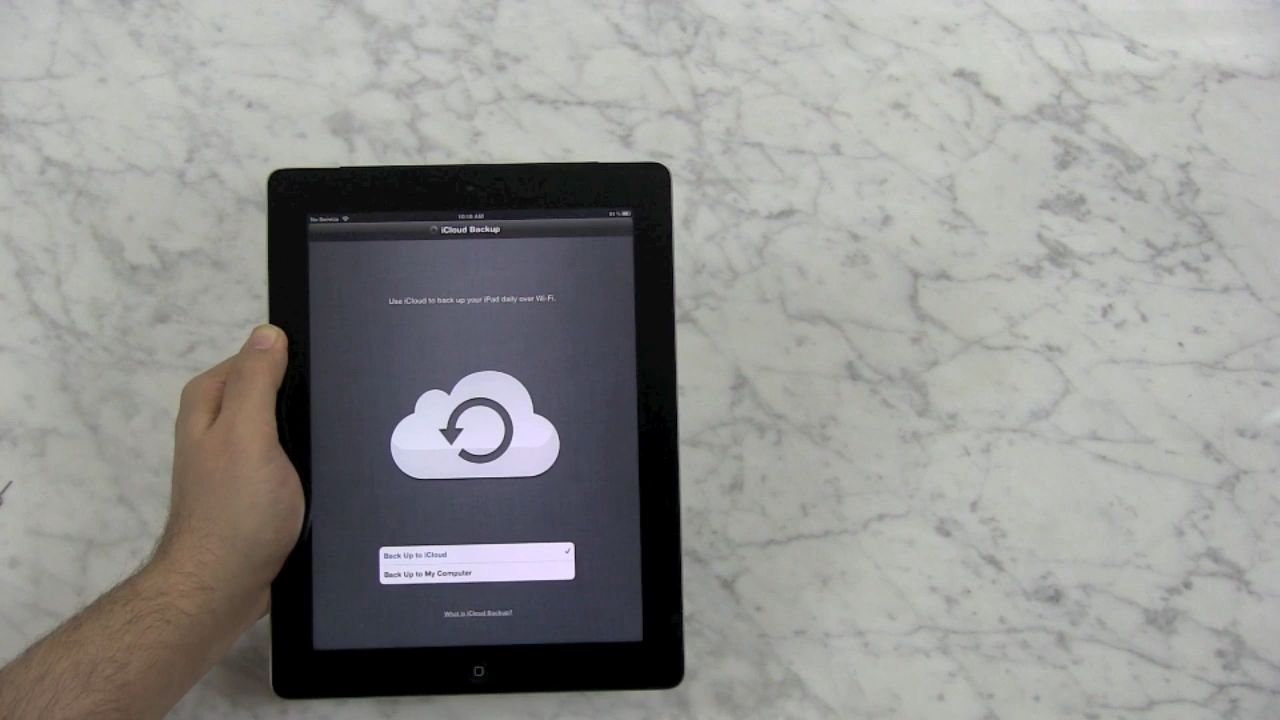 No Service 10:16 AM
iCloud Backup
Use iCloud to back up your iPad daily over Wi-Fi.
Back Up to iCloud
Back Up to My Computer
What is iCloud Backup?